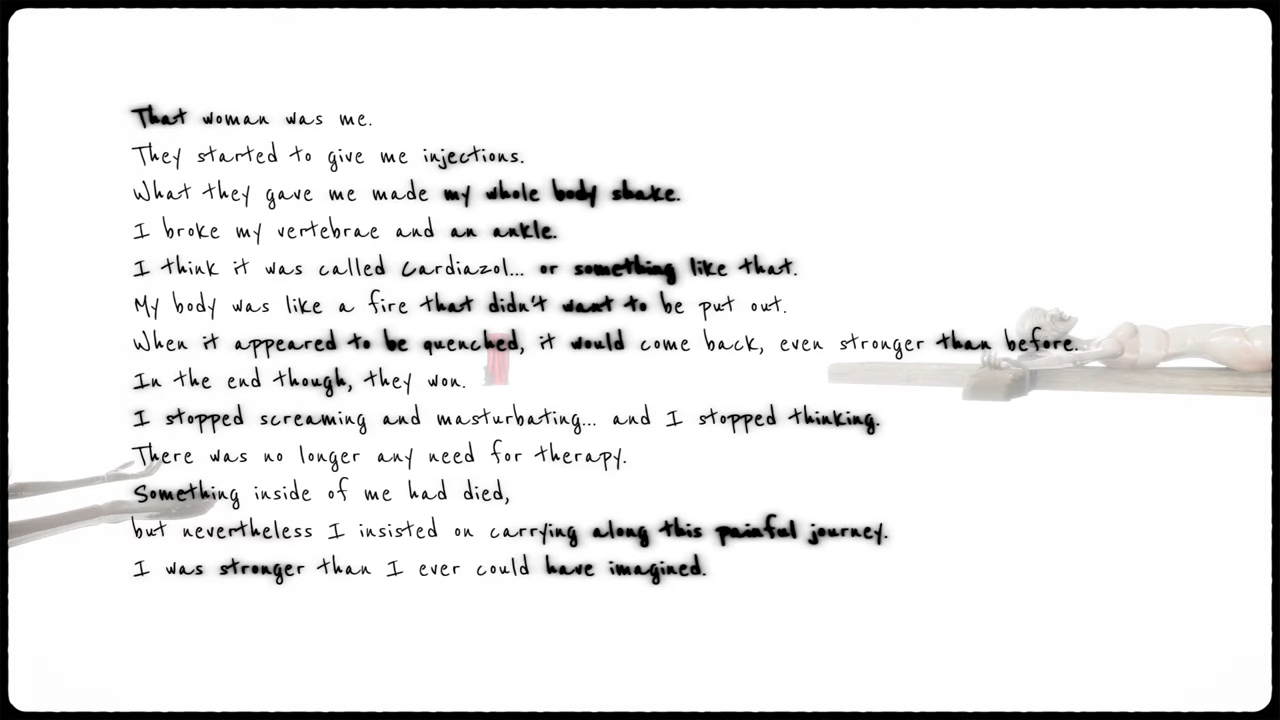 That woman was me.
They started to give me injections.
What they gave me made my whole body shake.
I broke my vertebrae and an ankle.
I think it was called Cardiazol... or something like that.
My body was like a fire that didn't want to be put out.
When it appeared to be quenched, it would come back, even stronger than before.
In the end though, they won.
I stopped screaming and masturbating... and I stopped thinking.
There was no longer any need for therapy.
Something inside of me had died,
but nevertheless I insisted on carrying along this painful journey.
I was stronger than I ever could have imagined.